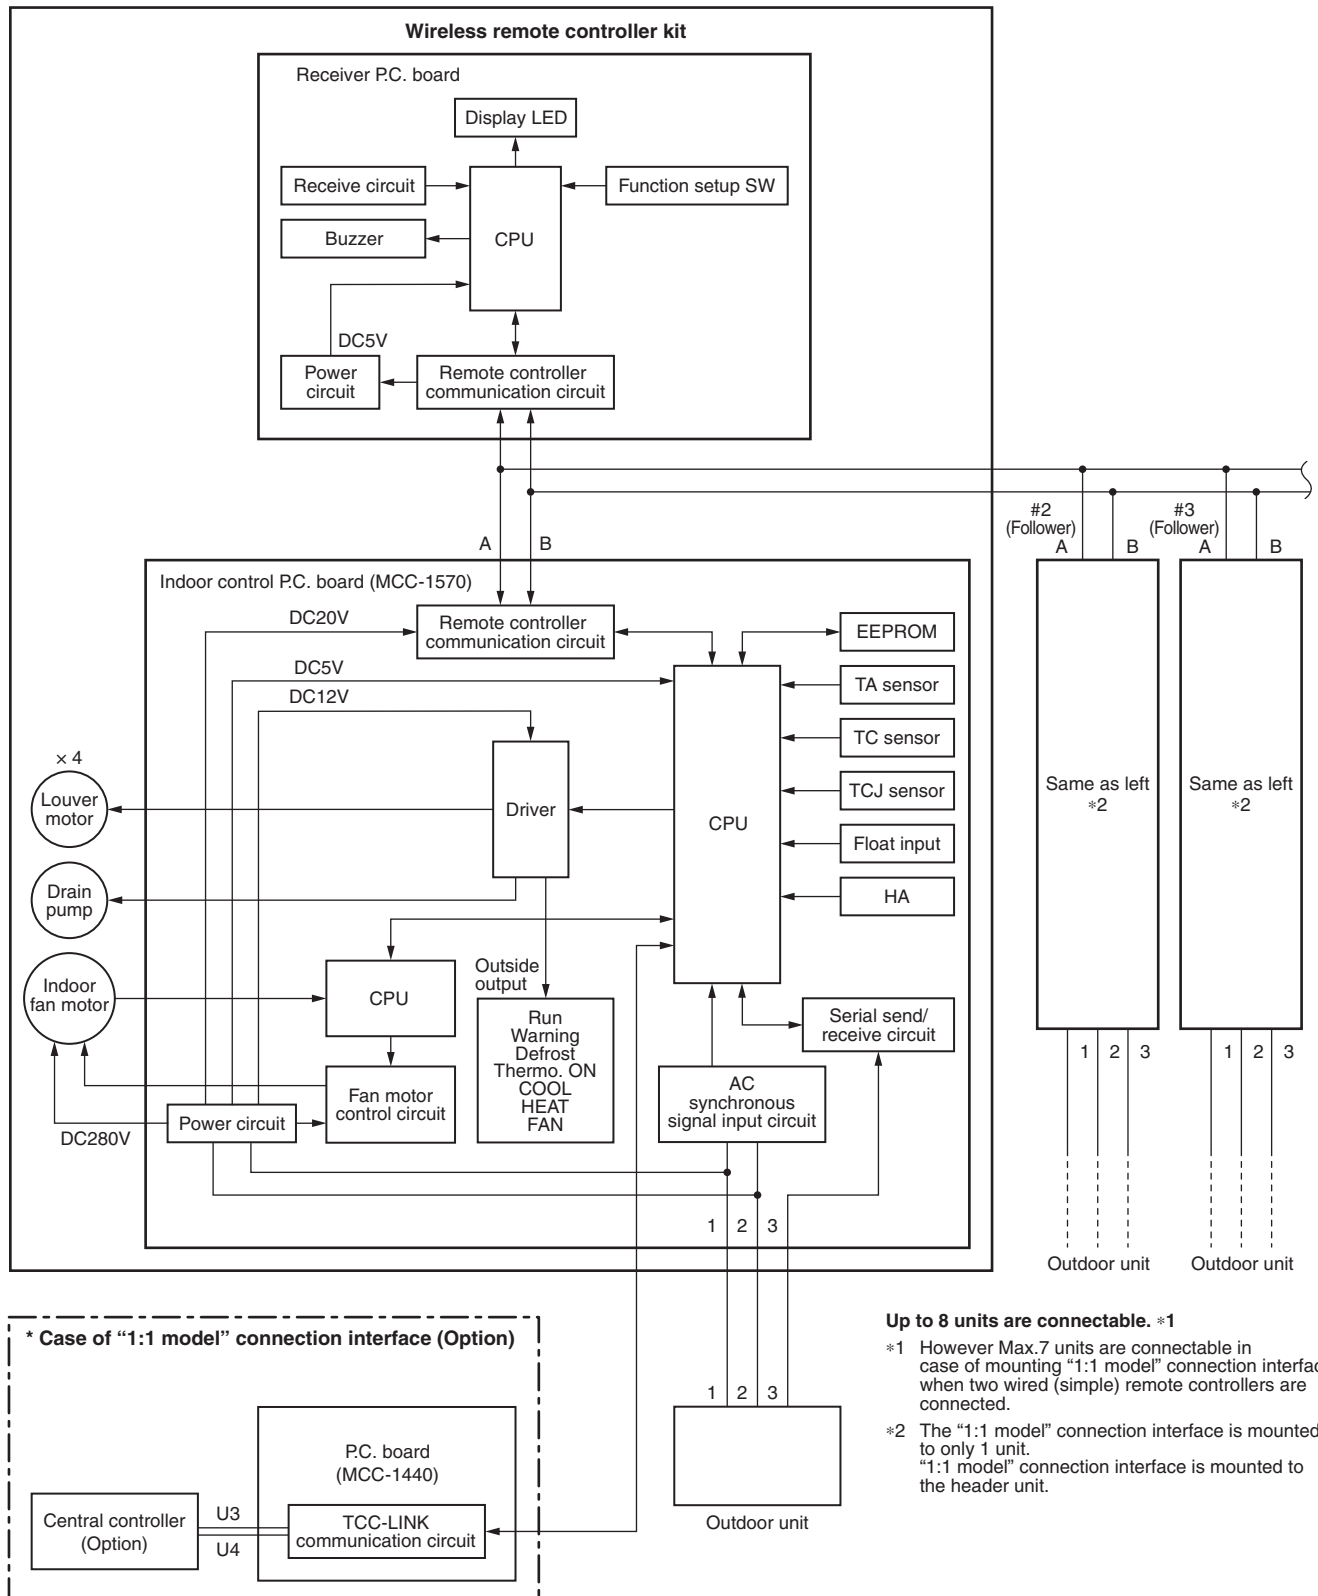 Wireless remote controller kit
Receiver P.C. board
Display LED
Receive circuit
Function setup SW
Buzzer
CPU
DC5V
Power
circuit
Remote controller
communication circuit
#2
(Follower)
A
B
#3
(Follower)
A
B
A
B
Indoor control P.C. board (MCC-1570)
DC20V
Remote controller
communication circuit
EEPROM
DC5V
TA sensor
DC12V
TC sensor
× 4
Louver
motor
Driver
CPU
TCJ sensor
Same as left
*2
Same as left
*2
Float input
Drain
pump
HA
Indoor
fan motor
CPU
Outside
output
Run
Warning
Defrost
Thermo. ON
COOL
HEAT
FAN
Serial send/
receive circuit
1
2
3
1
2
3
Fan motor
control circuit
AC
synchronous
signal input circuit
Power circuit
DC280V
1
2
3
Outdoor unit
Outdoor unit
* Case of “1:1 model” connection interface (Option)
Up to 8 units are connectable. *1
*1 However Max.7 units are connectable in
case of mounting “1:1 model” connection interfac
when two wired (simple) remote controllers are
connected.
*2 The “1:1 model” connection interface is mounted
to only 1 unit.
“1:1 model” connection interface is mounted to
the header unit.
1
2
3
P.C. board
(MCC-1440)
Central controller
(Option)
U3
U4
TCC-LINK
communication circuit
Outdoor unit